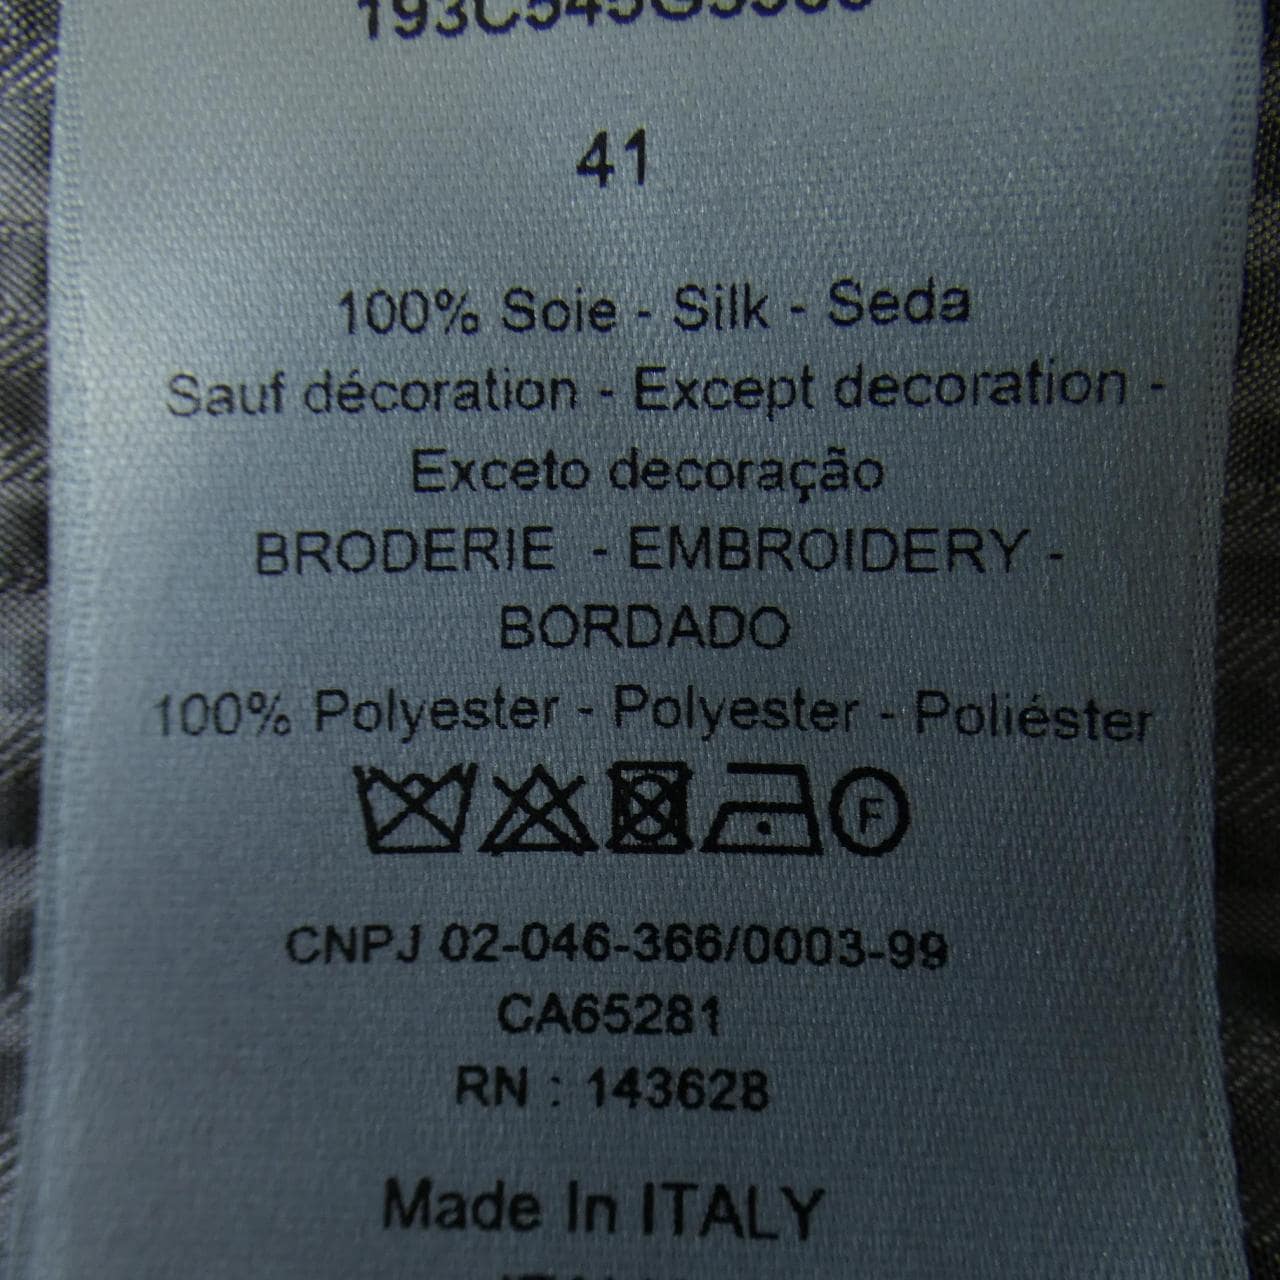 41
100% Soie - Silk - Seda
Sauf décoration - Except decoration -
Exceto decoração
BRODERIE - EMBROIDERY -
BORDADO
100% Polyester - Polyester - Poliéster
F
CNPJ 02-046-366/0003-99
CA65281
RN : 143628
Made In ITALY